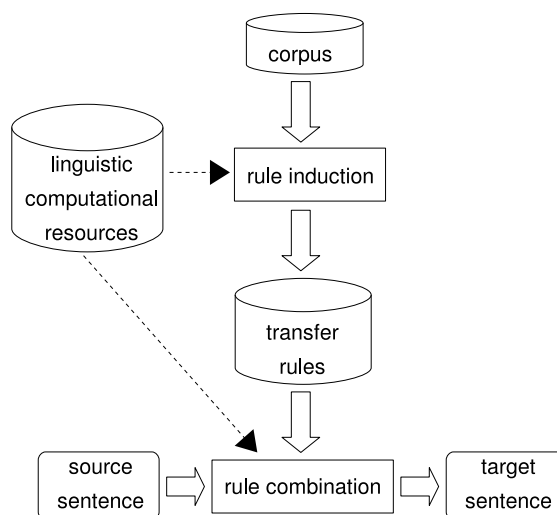 corpus
linguistic
computational
resources
rule induction
transfer
rules
source
sentence
rule combination
target
sentence